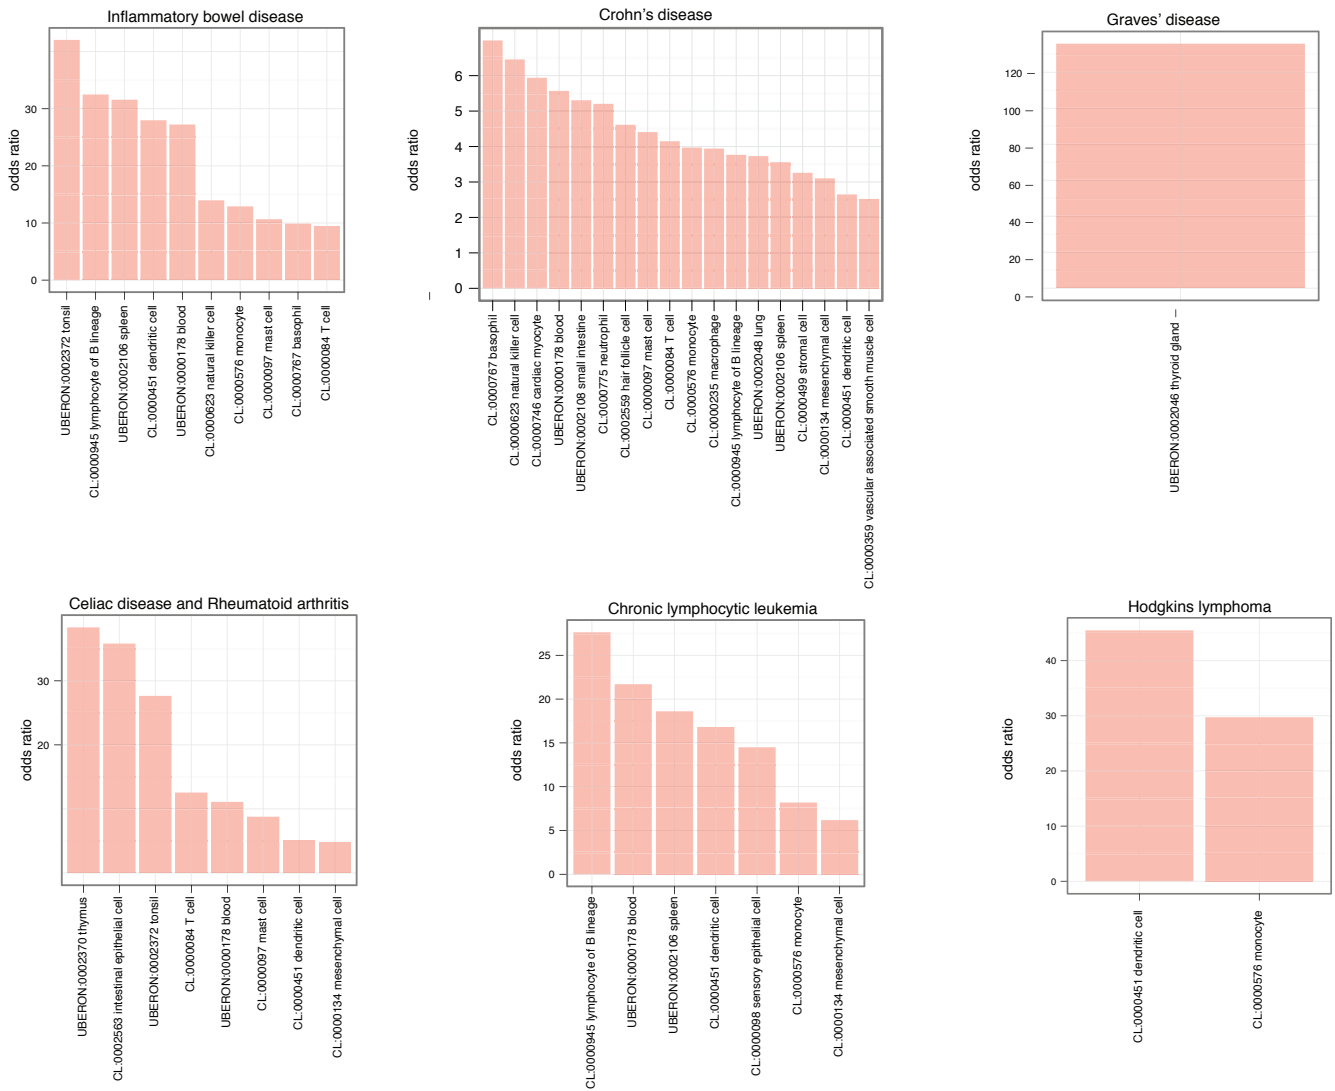 Inflammatory bowel disease
odds ratio
30
20
10
0
UBERON:0002372 tonsil
CL:0000945 lymphocyte of B lineage
UBERON:0002106 spleen
CL:0000451 dendritic cell
UBERON:0000178 blood
CL:0000623 natural killer cell
CL:0000576 monocyte
CL:0000097 mast cell
CL:0000767 basophil
CL:0000084 T cell
Crohn's disease
odds ratio
6
5
4
3
2
1
0
CL:0000767 basophil
CL:0000623 natural killer cell
CL:0000746 cardiac myocyte
UBERON:0000178 blood
UBERON:0002108 small intestine
CL:0000775 neutrophil
CL:0002559 hair follicle cell
CL:0000097 mast cell
CL:0000084 T cell
CL:0000576 monocyte
CL:0000235 macrophage
CL:0000945 lymphocyte of B lineage
UBERON:0002048 lung
UBERON:0002106 spleen
CL:0000499 stromal cell
CL:0000134 mesenchymal cell
CL:0000451 dendritic cell
CL:0000359 vascular associated smooth muscle cell
Graves' disease
odds ratio
120
100
80
60
40
20
0
UBERON:0002046 thyroid gland
Celiac disease and Rheumatoid arthritis
odds ratio
30
20
UBERON:0002370 thymus
CL:0002563 intestinal epithelial cell
UBERON:0002372 tonsil
CL:0000084 T cell
UBERON:0000178 blood
CL:0000097 mast cell
CL:0000451 dendritic cell
CL:0000134 mesenchymal cell
Chronic lymphocytic leukemia
odds ratio
25
20
15
10
5
0
CL:0000945 lymphocyte of B lineage
UBERON:0000178 blood
UBERON:0002106 spleen
CL:0000451 dendritic cell
CL:0000098 sensory epithelial cell
CL:0000576 monocyte
CL:0000134 mesenchymal cell
Hodgkins lymphoma
odds ratio
40
30
20
10
0
CL:0000451 dendritic cell
CL:0000576 monocyte